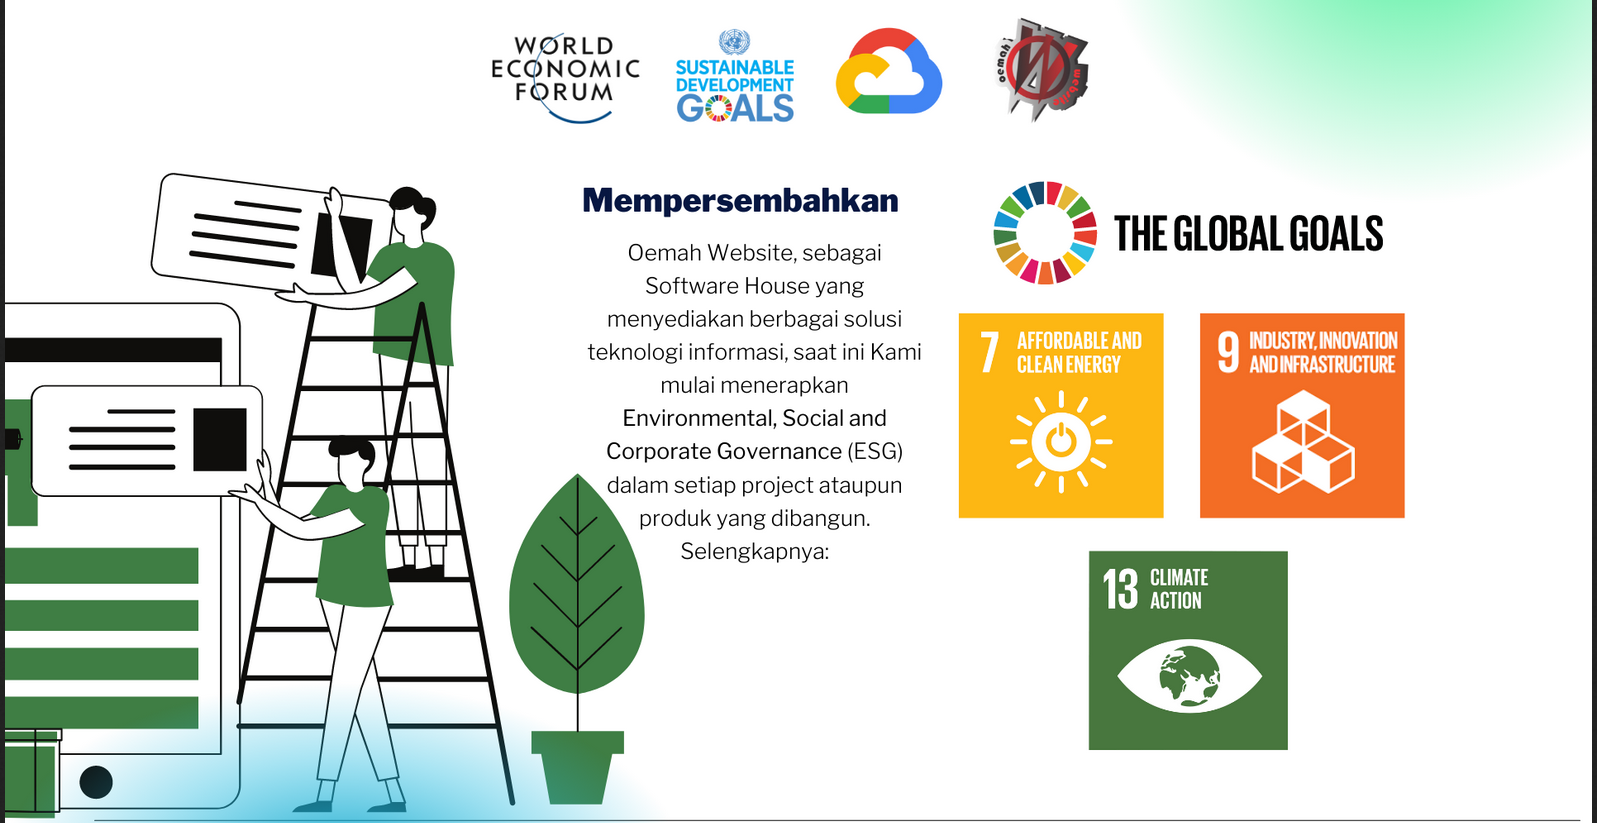 WORLD
ECONOMIC
FORUM
SUSTAINABLE
DEVELOPMENT
GOALS
oemah
website
Mempersembahkan
Oemah Website, sebagai
Software House yang
menyediakan berbagai solusi
teknologi informasi, saat ini Kami
mulai menerapkan
Environmental, Social and
Corporate Governance (ESG)
dalam setiap project ataupun
produk yang dibangun.
Selengkapnya:
THE GLOBAL GOALS
7 AFFORDABLE AND
CLEAN ENERGY
9 INDUSTRY, INNOVATION
AND INFRASTRUCTURE
13 CLIMATE
ACTION